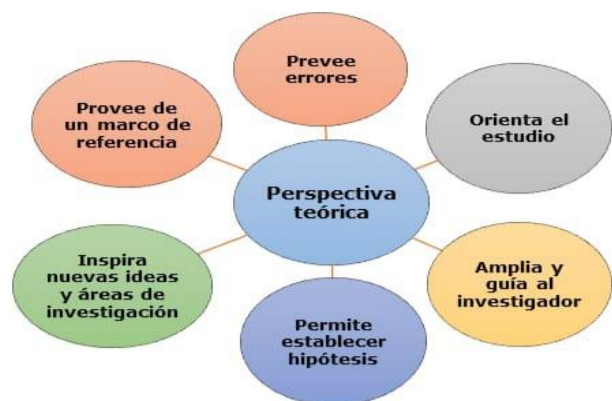 Prevee
errores
Provee de
un marco de
referencia
Orienta el
estudio
Perspectiva
teórica
Inspira
nuevas ideas
y áreas de
investigación
Amplia y
guía al
investigador
Permite
establecer
hipótesis